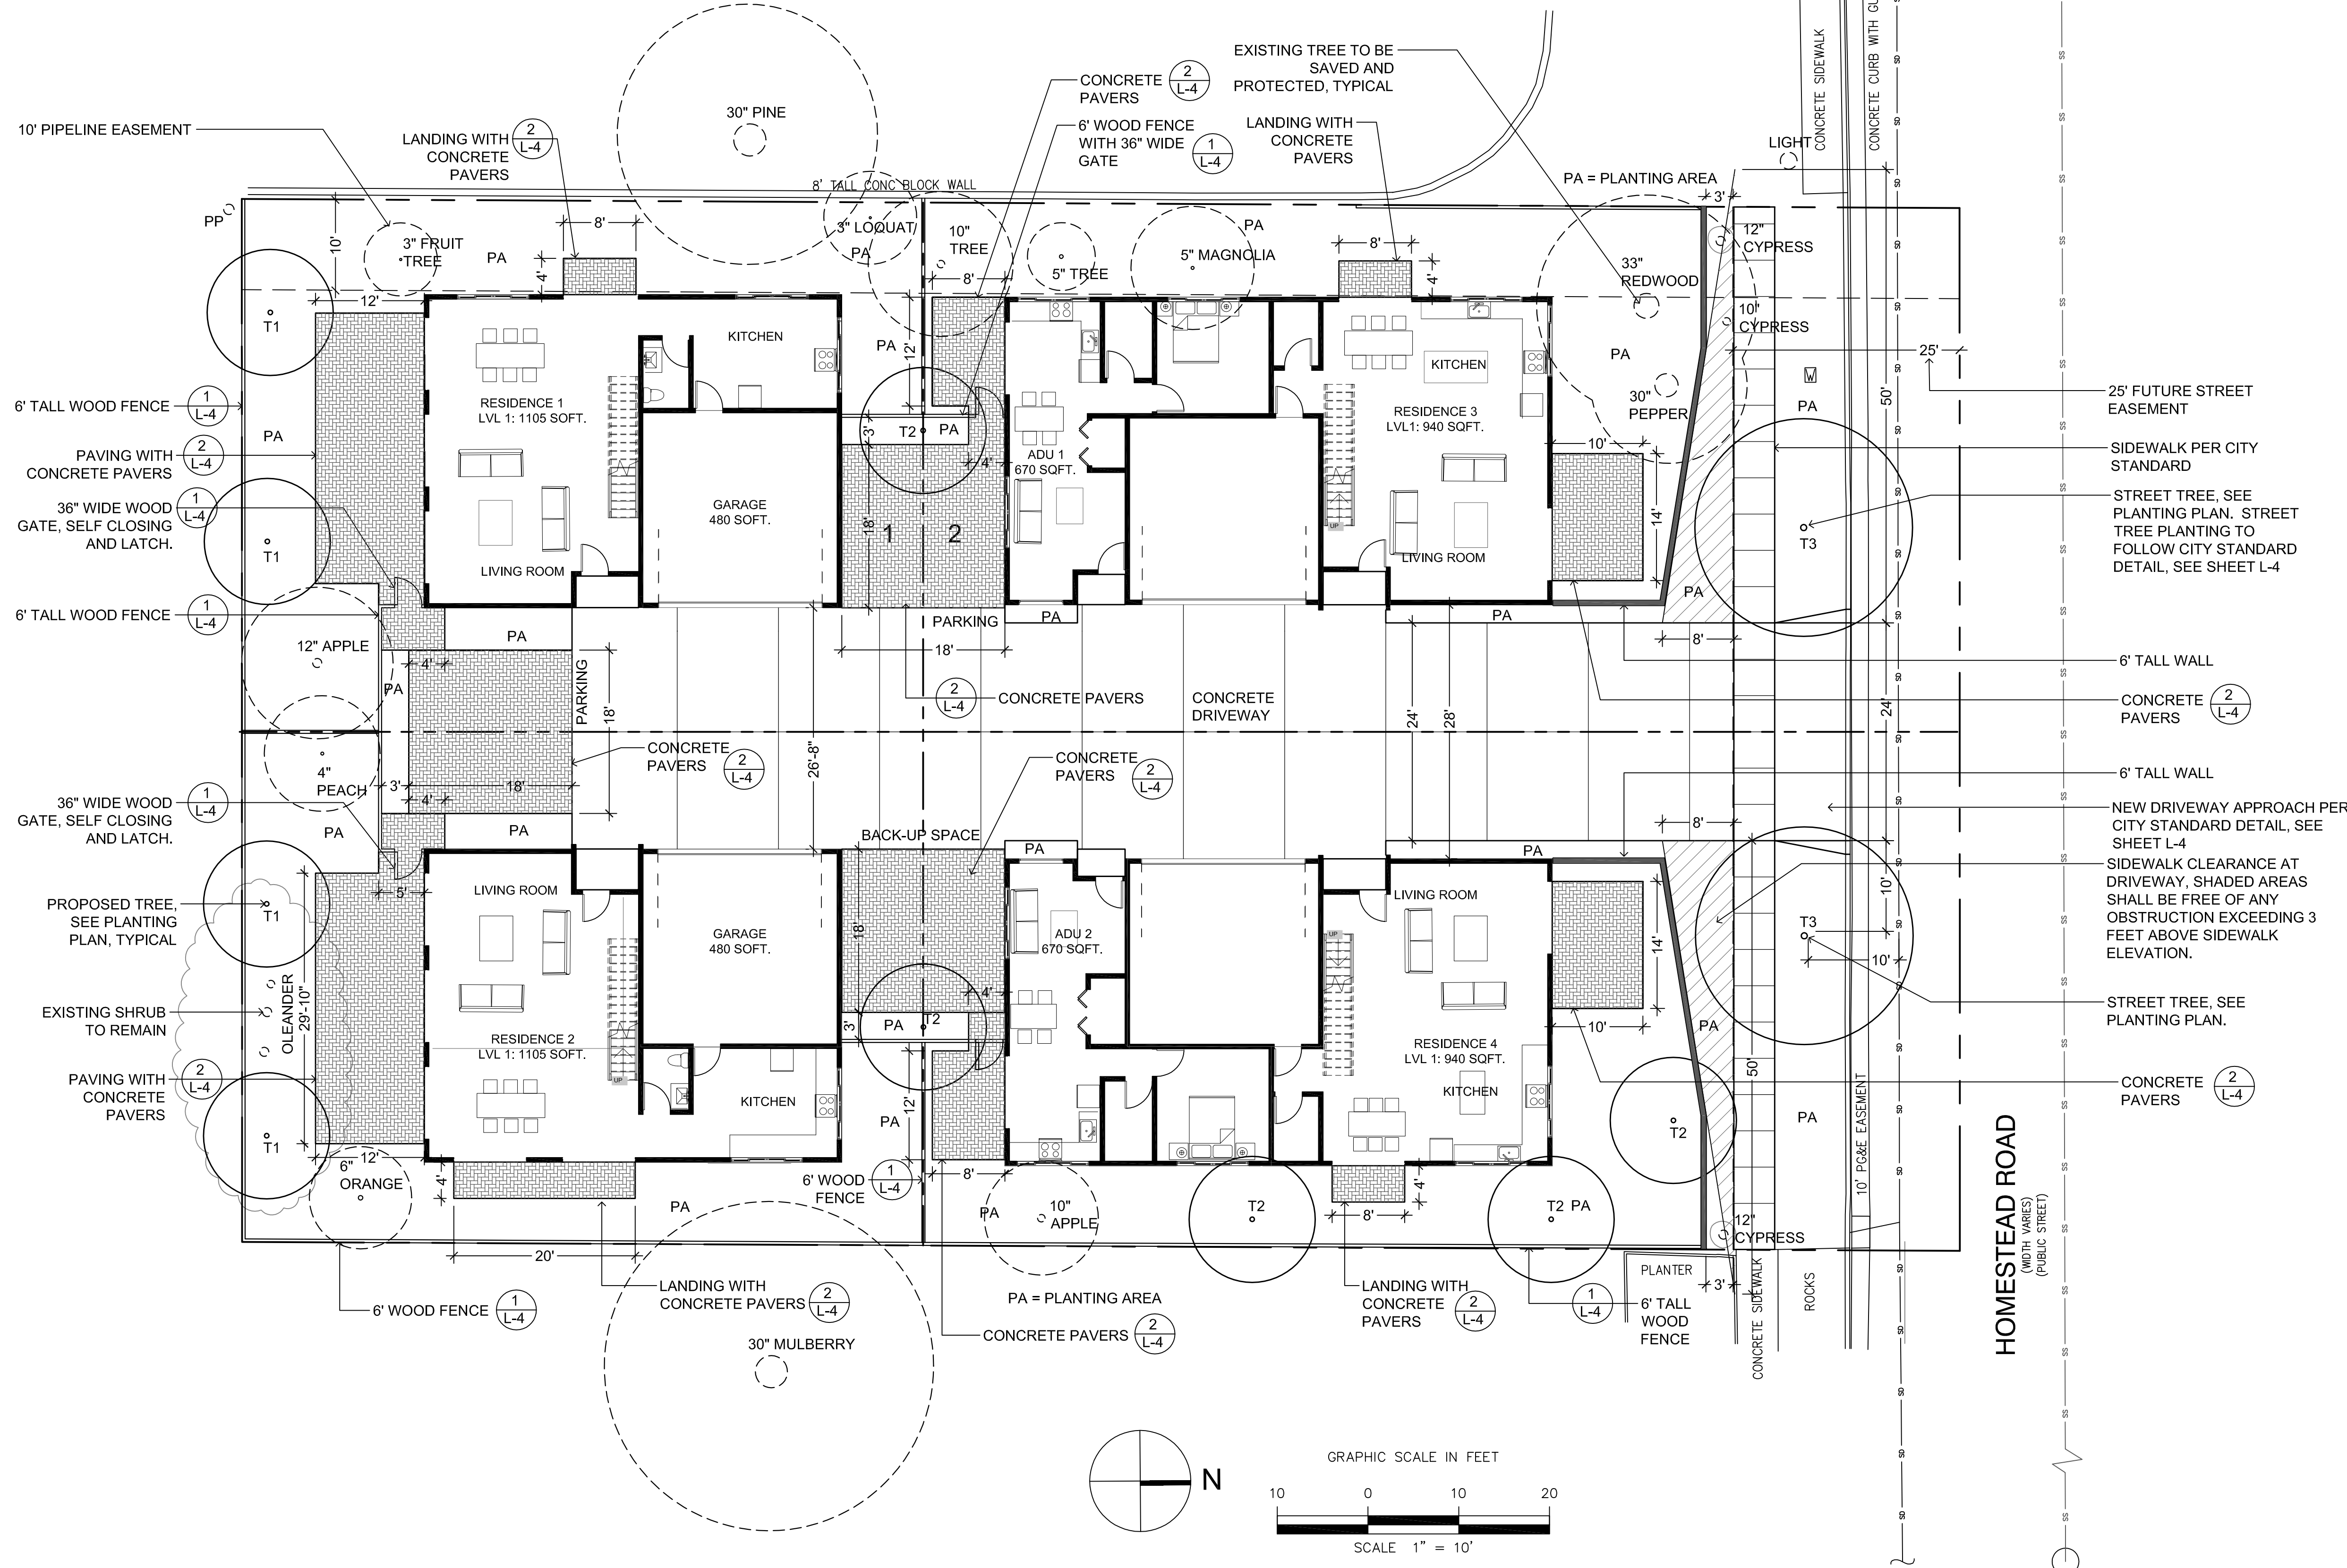 CONCRETE SIDEWALK
CONCRETE CURB WITH
EXISTING TREE TO BE
SAVED AND
PROTECTED, TYPICAL
CONCRETE
PAVERS
2
L-4
30" PINE
10' PIPELINE EASEMENT
LANDING WITH
CONCRETE
PAVERS
2
L-4
6' WOOD FENCE
WITH 36" WIDE
GATE
1
L-4
LANDING WITH
CONCRETE
PAVERS
LIGHT
PA = PLANTING AREA
8' TALL CONC BLOCK WALL
3'
PP
10'
3" FRUIT
TREE
PA
8'
4'
3" LOQUAT
PA
10"
TREE
8'
5" TREE
5" MAGNOLIA
PA
8'
4'
33"
REDWOOD
12"
CYPRESS
10"
CYPRESS
12'
T1
KITCHEN
RESIDENCE 1
LVL 1: 1105 SQFT.
PA
12'
KITCHEN
RESIDENCE 3
LVL1: 940 SQFT.
PA
30"
PEPPER
25'
50'
PA
25' FUTURE STREET
EASEMENT
6' TALL WOOD FENCE
1
L-4
PA
T2
PA
3'
4'
ADU 1
670 SQFT.
10'
SIDEWALK PER CITY
STANDARD
PAVING WITH
CONCRETE PAVERS
2
L-4
36" WIDE WOOD
GATE, SELF CLOSING
AND LATCH.
1
L-4
T1
GARAGE
480 SQFT.
18'
1
2
UP
14'
T3
STREET TREE, SEE
PLANTING PLAN. STREET
TREE PLANTING TO
FOLLOW CITY STANDARD
DETAIL, SEE SHEET L-4
LIVING ROOM
LIVING ROOM
PA
6' TALL WOOD FENCE
1
L-4
12" APPLE
PA
PARKING
18'
PA
PA
8'
4'
PA
PARKING
18'
6' TALL WALL
2
L-4
CONCRETE PAVERS
CONCRETE
DRIVEWAY
24'
28'
24'
CONCRETE
PAVERS
2
L-4
CONCRETE
PAVERS
2
L-4
26'-8"
CONCRETE
PAVERS
2
L-4
4"
PEACH
3'
18'
4'
6' TALL WALL
36" WIDE WOOD
GATE, SELF CLOSING
AND LATCH.
1
L-4
PA
PA
BACK-UP SPACE
PA
PA
8'
NEW DRIVEWAY APPROACH PER
CITY STANDARD DETAIL, SEE
SHEET L-4
5'
LIVING ROOM
LIVING ROOM
10'
SIDEWALK CLEARANCE AT
DRIVEWAY, SHADED AREAS
SHALL BE FREE OF ANY
OBSTRUCTION EXCEEDING 3
FEET ABOVE SIDEWALK
ELEVATION.
PROPOSED TREE,
SEE PLANTING
PLAN, TYPICAL
T1
GARAGE
480 SQFT.
18'
ADU 2
670 SQFT.
UP
14'
T3
10'
OLEANDER
29'-10"
4'
EXISTING SHRUB
TO REMAIN
3'
PA
T2
10'
PA
STREET TREE, SEE
PLANTING PLAN.
RESIDENCE 2
LVL 1: 1105 SQFT.
RESIDENCE 4
LVL 1: 940 SQFT.
50'
PAVING WITH
CONCRETE
PAVERS
2
L-4
UP
KITCHEN
12'
PA
KITCHEN
T2
PA
10' PG&E EASEMENT
CONCRETE
PAVERS
2
L-4
T1
12'
6"
ORANGE
4'
PA
6' WOOD
FENCE
1
L-4
8'
PA
10"
APPLE
T2
4'
8'
T2
PA
12"
CYPRESS
HOMESTEAD ROAD
(WIDTH VARIES)
(PUBLIC STREET)
20'
PLANTER
3'
CONCRETE SIDEWALK
ROCKS
6' WOOD FENCE
1
L-4
LANDING WITH
CONCRETE PAVERS
2
L-4
PA = PLANTING AREA
CONCRETE PAVERS
2
L-4
LANDING WITH
CONCRETE
PAVERS
2
L-4
1
L-4
6' TALL
WOOD
FENCE
30" MULBERRY
N
GRAPHIC SCALE IN FEET
10 0 10 20
SCALE 1" = 10'